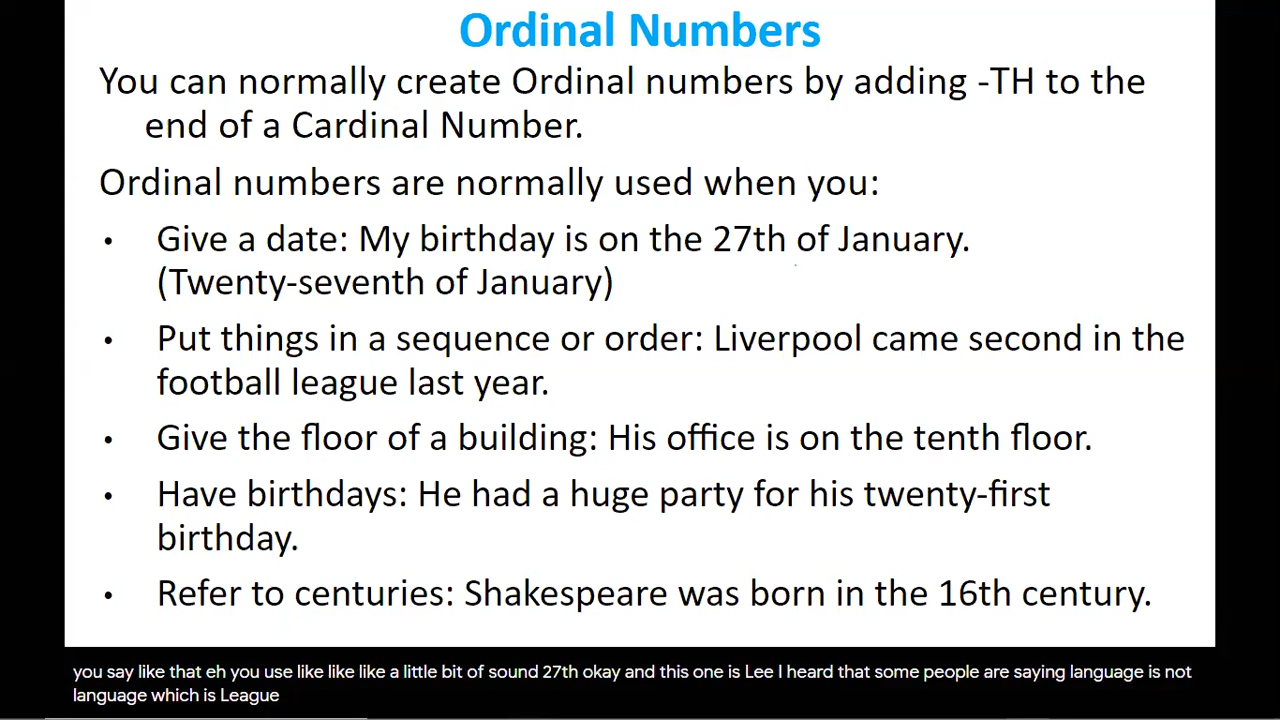 Ordinal Numbers
You can normally create Ordinal numbers by adding -TH to the
end of a Cardinal Number.
Ordinal numbers are normally used when you:
• Give a date: My birthday is on the 27th of January.
(Twenty-seventh of January)
• Put things in a sequence or order: Liverpool came second in the
football league last year.
• Give the floor of a building: His office is on the tenth floor.
• Have birthdays: He had a huge party for his twenty-first
birthday.
• Refer to centuries: Shakespeare was born in the 16th century.
you say like that eh you use like like like a little bit of sound 27th okay and this one is Lee I heard that some people are saying language is not
language which is League